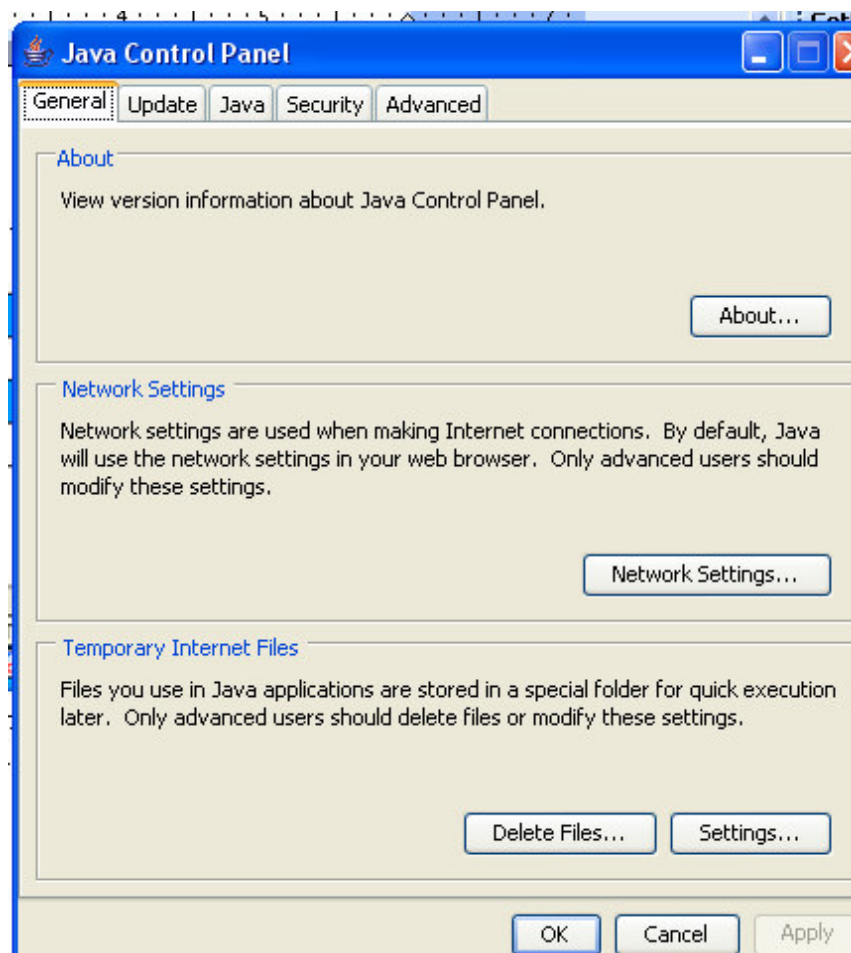 4 5 7
Java Control Panel
General Update Java Security Advanced
About
View version information about Java Control Panel.
About...
Network Settings
Network settings are used when making Internet connections.  By default, Java
will use the network settings in your web browser.  Only advanced users should
modify these settings.
Network Settings...
Temporary Internet Files
Files you use in Java applications are stored in a special folder for quick execution
later.  Only advanced users should delete files or modify these settings.
Delete Files... Settings...
OK Cancel Apply